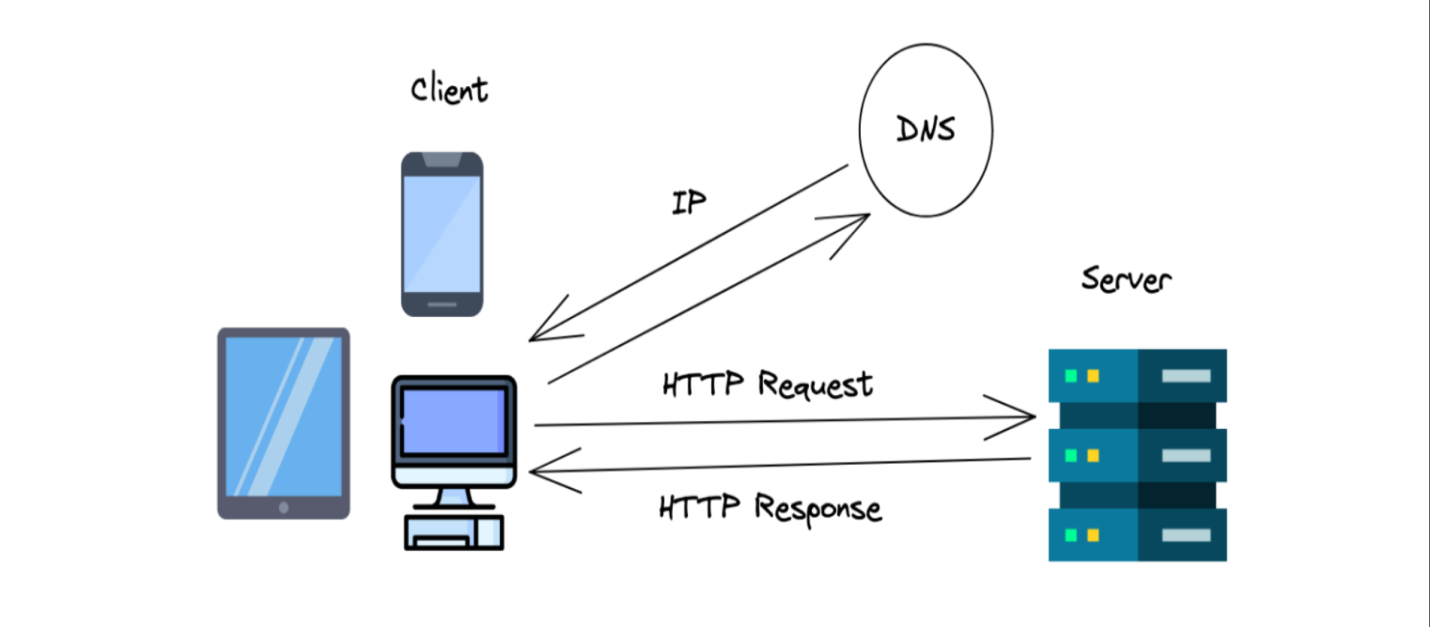 Client
DNS
IP
Server
HTTP Request
HTTP Response